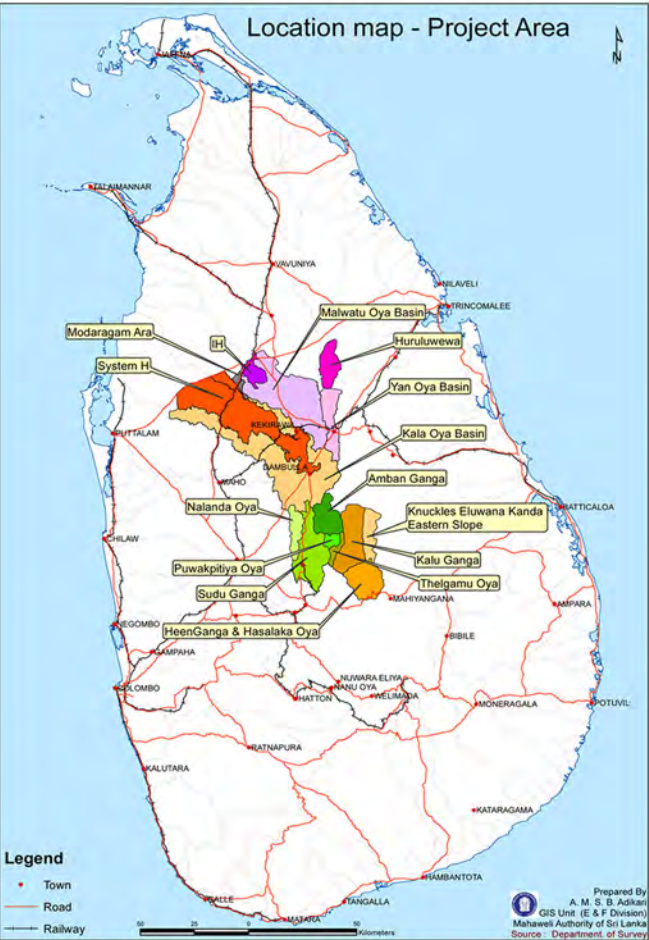 Location map - Project Area
N
JAFFNA
TALAIMANNAR
VAVUNIYA
NILAVELI
TRINCOMALEE
Malwatu Oya Basin
Modaragam Ara
IH
Huruluwewa
System H
Yan Oya Basin
KEKIRAWA
PUTTALAM
Kala Oya Basin
DAMBULLA
MAHO
Amban Ganga
Nalanda Oya
Knuckles Eluwana Kanda
Eastern Slope
BATTICALOA
CHILAW
Kalu Ganga
Puwakpitiya Oya
Thelgamu Oya
Sudu Ganga
MAHIYANGANA
AMPARA
NEGOMBO
HeenGanga & Hasalaka Oya
BIBILE
GAMPAHA
NUWARA ELIYA
COLOMBO
NANU OYA
WELIMADA
HATTON
MONERAGALA
POTUVIL
RATNAPURA
KALUTARA
KATARAGAMA
Legend
HAMBANTOTA
Town
Road
Railway
GALLE
TANGALLA
MATARA
50
0
50
Kilometers
Prepared By
A. M. S. B. Adikari
GIS Unit (E & F Division)
Mahaweli Authority of Sri Lanka
Source : Department. of Survey